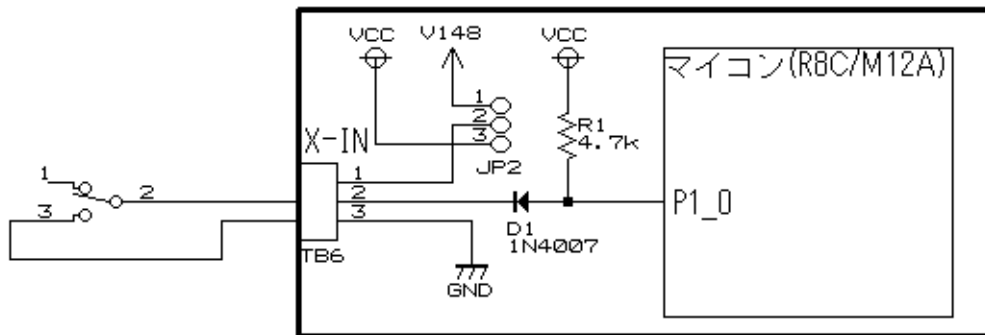 VCC V148 VCC
マイコン(R8C/M12A)
1
2
3
JP2
R1
4.7k
X-IN
1
2
3
TB6
1
2
3
D1
1N4007
P1_0
GND